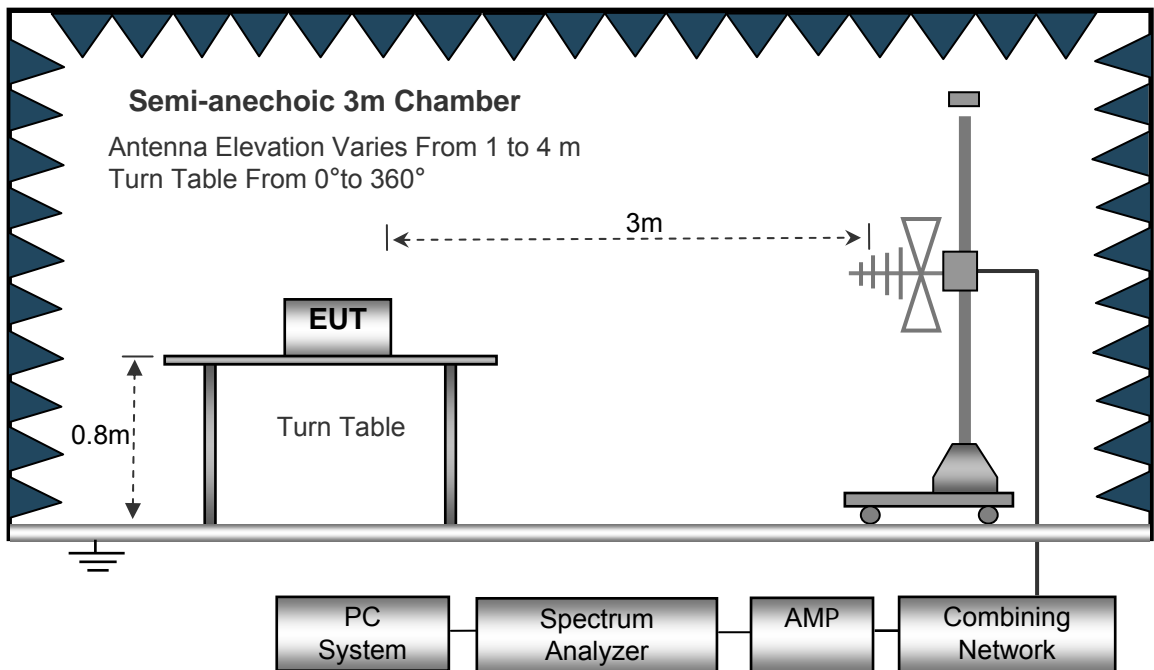 Semi-anechoic 3m Chamber
Antenna Elevation Varies From 1 to 4 m
Turn Table From 0°to 360°
3m
EUT
0.8m
Turn Table
PC
System
Spectrum
Analyzer
AMP
Combining
Network